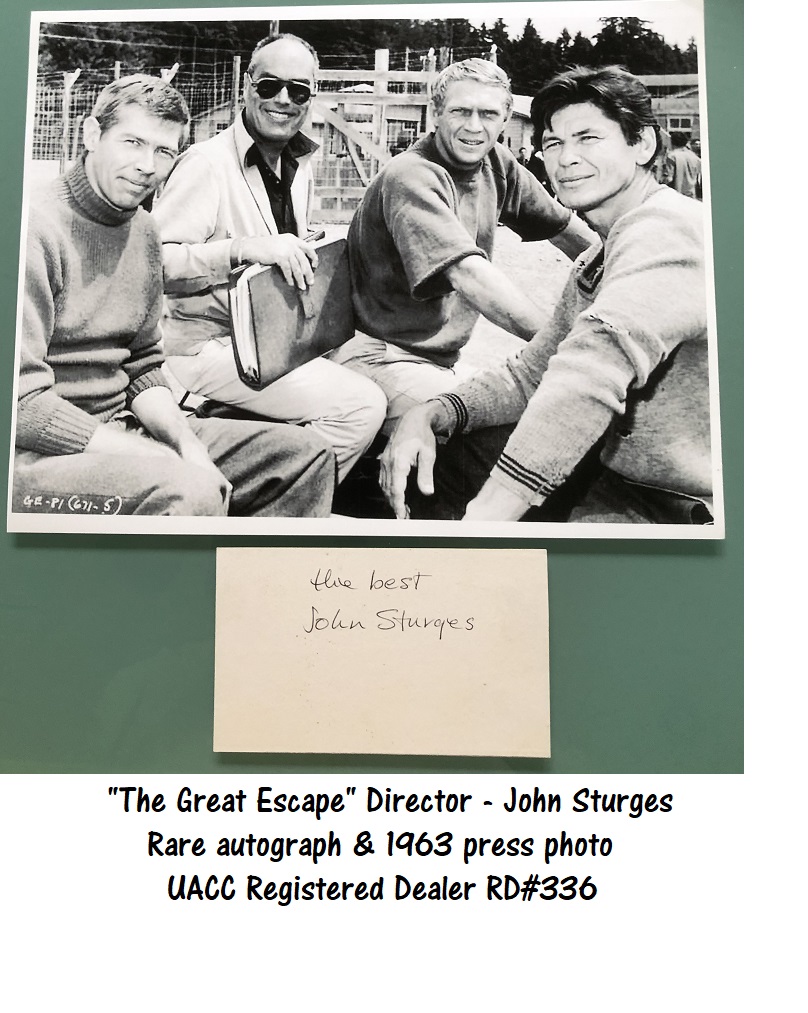 GE-P1 (671-5)
the best
John Sturges
"The Great Escape" Director - John Sturges
Rare autograph & 1963 press photo
UACC Registered Dealer RD#336